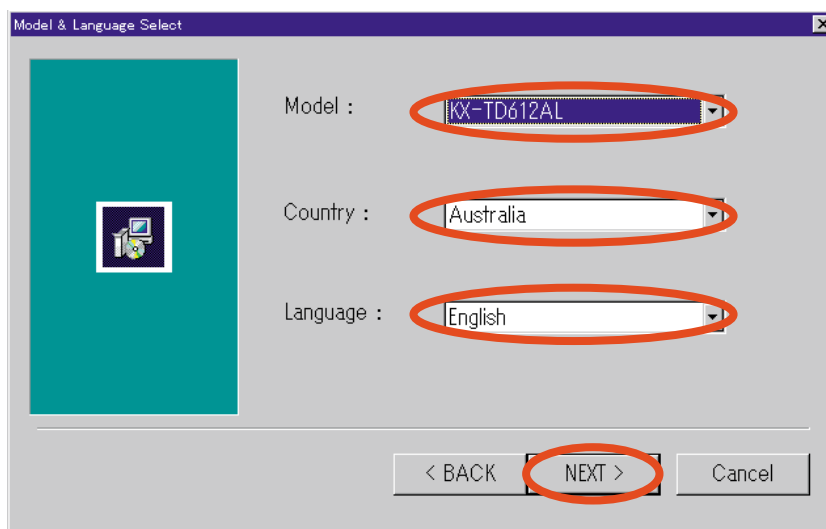 Model & Language Select
Model :
KX-TD612AL
Country :
Australia
Language :
English
< BACK
NEXT >
Cancel